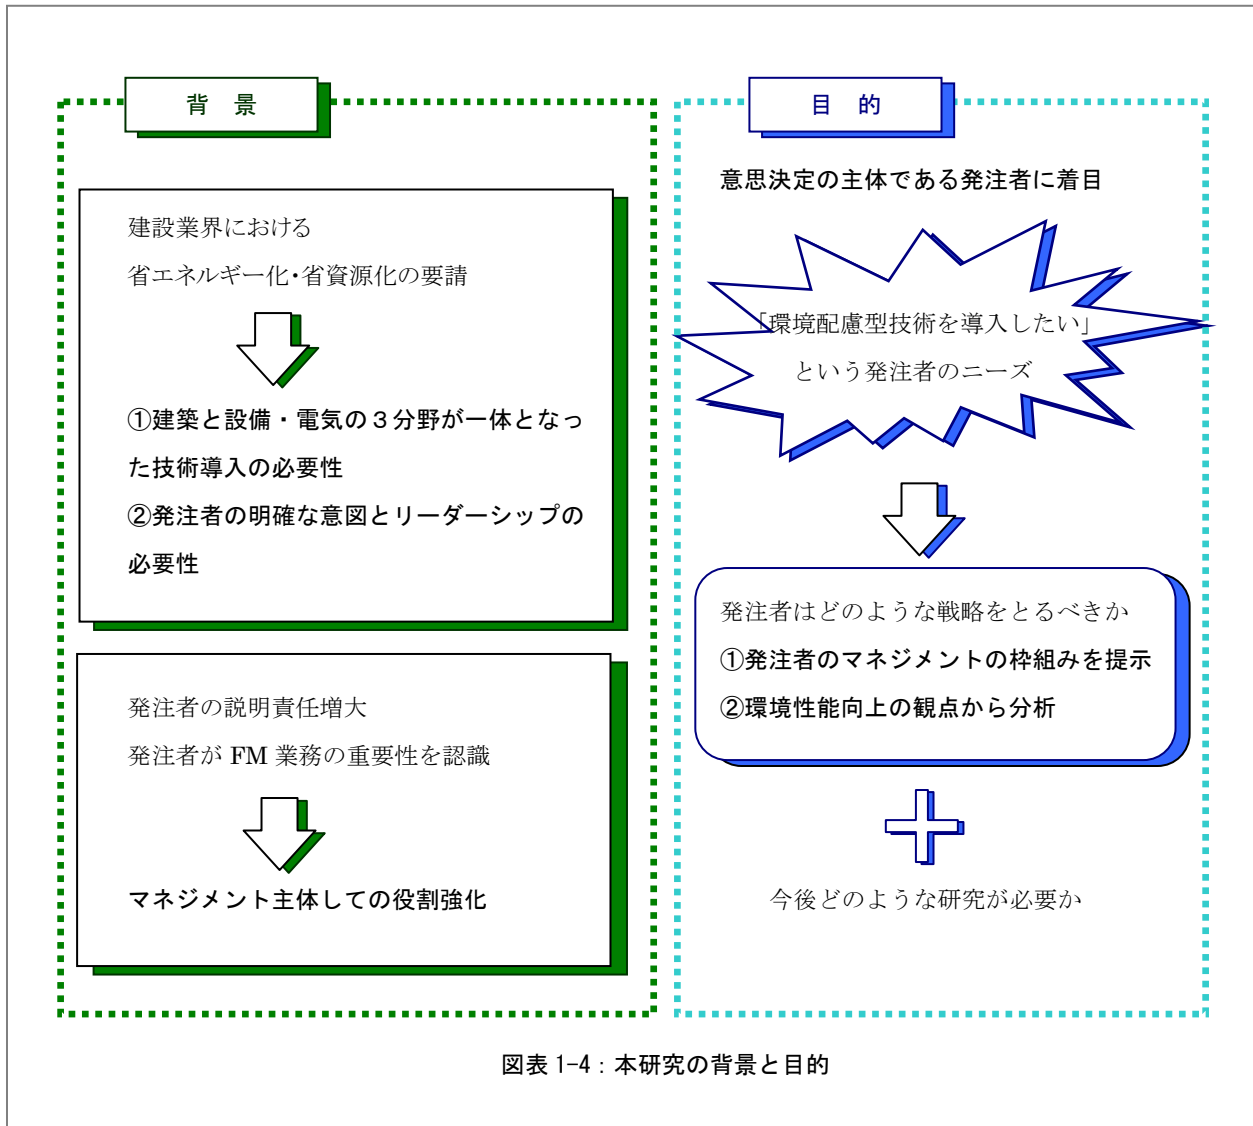 背 景
建設業界における
省エネルギー化・省資源化の要請
①建築と設備・電気の３分野が一体となっ
た技術導入の必要性
②発注者の明確な意図とリーダーシップの
必要性
発注者の説明責任増大
発注者が FM 業務の重要性を認識
マネジメント主体しての役割強化
目 的
意思決定の主体である発注者に着目
「環境配慮型技術を導入したい」
という発注者のニーズ
発注者はどのような戦略をとるべきか
①発注者のマネジメントの枠組みを提示
②環境性能向上の観点から分析
今後どのような研究が必要か
図表 1-4：本研究の背景と目的